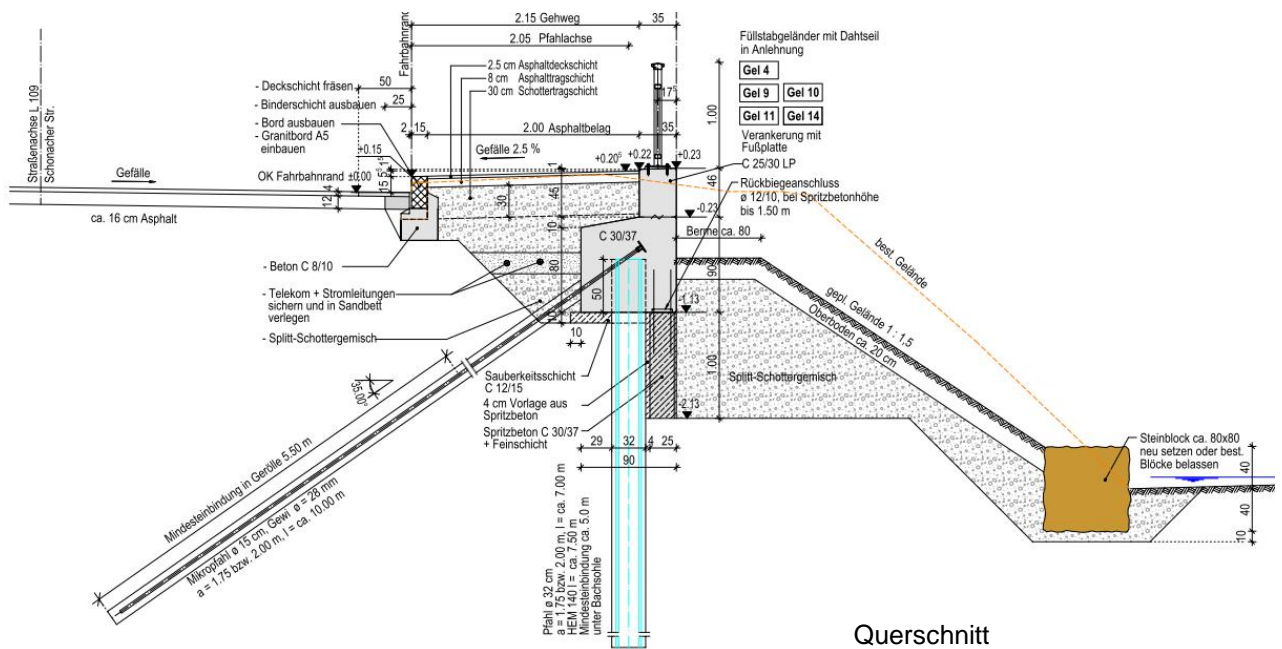 2.15 Gehweg
35
2.05 Pfahlachse
Fahrbahnrand
Straßenachse L 109
Schonacher Str.
2.5 cm Asphaltdeckschicht
8 cm Asphalttragschicht
30 cm Schottertragschicht
50
- Deckschicht fräsen
25
- Binderschicht ausbauen
- Bord ausbauen
- Granitbord A5
einbauen
2
15
2.00 Asphaltbelag
35
17⁵
1.00
Füllstabgeländer mit Dahtseil
in Anlehnung
Gel 4
Gel 9
Gel 10
Gel 11
Gel 14
Verankerung mit
Fußplatte
C 25/30 LP
Gefälle 2.5 %
+0.15
+0.20⁵
+0.22
+0.23
Gefälle
OK Fahrbahnrand ±0.00
15
4
12
ca. 16 cm Asphalt
30
45
1
46
-0.23
Rückbiegeanschluss
ø 12/10, bei Spritzbetonhöhe
bis 1.50 m
10
C 30/37
Berme ca. 80
best. Gelände
- Beton C 8/10
80
90
50
- Telekom + Stromleitungen
sichern und in Sandbett
verlegen
-1.13
gepl. Gelände 1 : 1,5
Oberboden ca. 20 cm
- Splitt-Schottergemisch
10
10
35.00°
Sauberkeitsschicht
C 12/15
1.00
Splitt-Schottergemisch
4 cm Vorlage aus
Spritzbeton
-2.13
Spritzbeton C 30/37
+ Feinschicht
29
32
4
25
90
Steinblock ca. 80x80
neu setzen oder best.
Blöcke belassen
40
40
10
Mindesteinbindung in Gerölle 5.50 m
Mikropfahl ø 15 cm, Gewi ø = 28 mm
a = 1.75 bzw. 2.00 m, l = ca. 10.00 m
Pfahl ø 32 cm
a = 1.75 bzw. 2.00 m, l = ca. 7.00 m
HEM 140 l = ca. 7.50 m
Mindesteinbindung ca. 5.0 m
unter Bachsohle
Querschnitt